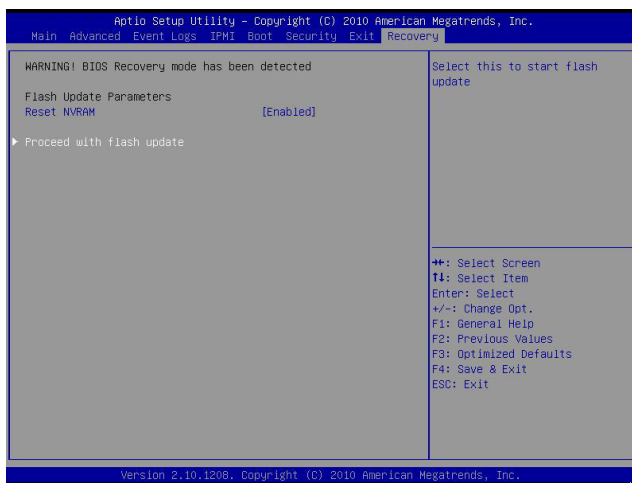 Aptio Setup Utility – Copyright (C) 2010 American Megatrends, Inc.
Main Advanced Event Logs IPMI Boot Security Exit Recovery
WARNING! BIOS Recovery mode has been detected
Flash Update Parameters
Reset NVRAM [Enabled]
▶ Proceed with flash update
Select this to start flash
update
→←: Select Screen
↑↓: Select Item
Enter: Select
+/-: Change Opt.
F1: General Help
F2: Previous Values
F3: Optimized Defaults
F4: Save & Exit
ESC: Exit
Version 2.10.1208. Copyright (C) 2010 American Megatrends, Inc.